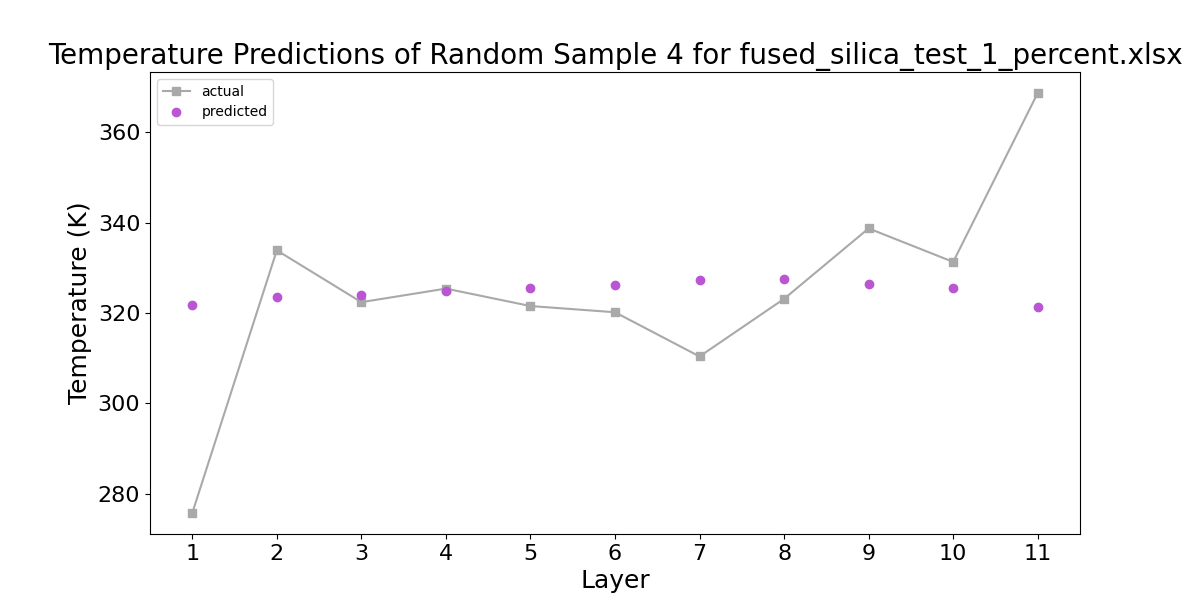 Temperature Predictions of Random Sample 4 for fused_silica_test_1_percent.xlsx
actual
predicted
Temperature (K)
360
340
320
300
280
1 2 3 4 5 6 7 8 9 10 11
Layer